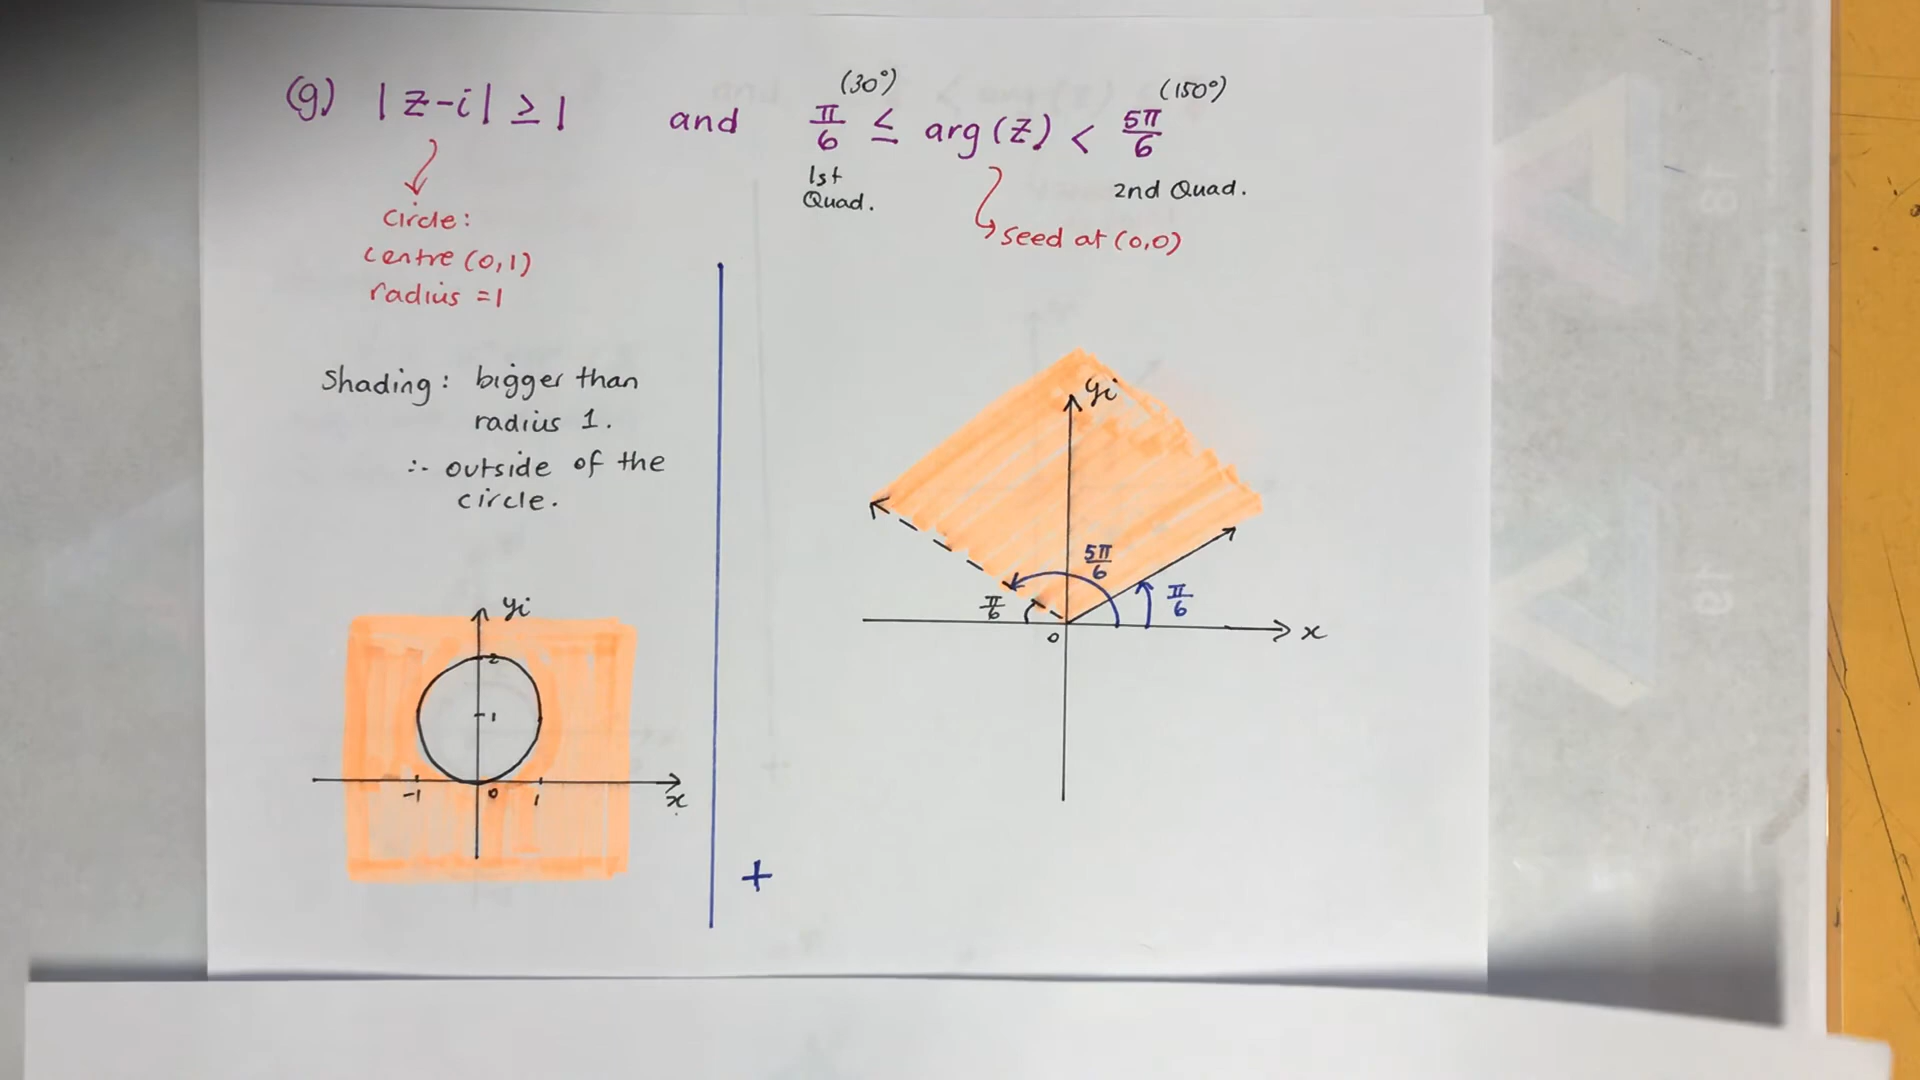 (g) |z-i| ≥ 1 and π/6 ≤ arg(z) < 5π/6
(30°) (150°)
1st
Quad.
2nd Quad.
Circle:
centre (0,1)
radius = 1
seed at (0,0)
Shading: bigger than
radius 1.
∴ outside of the
circle.
yi
2
1
-1 0 1 x
yi
5π/6
π/6 π/6
0 x
+